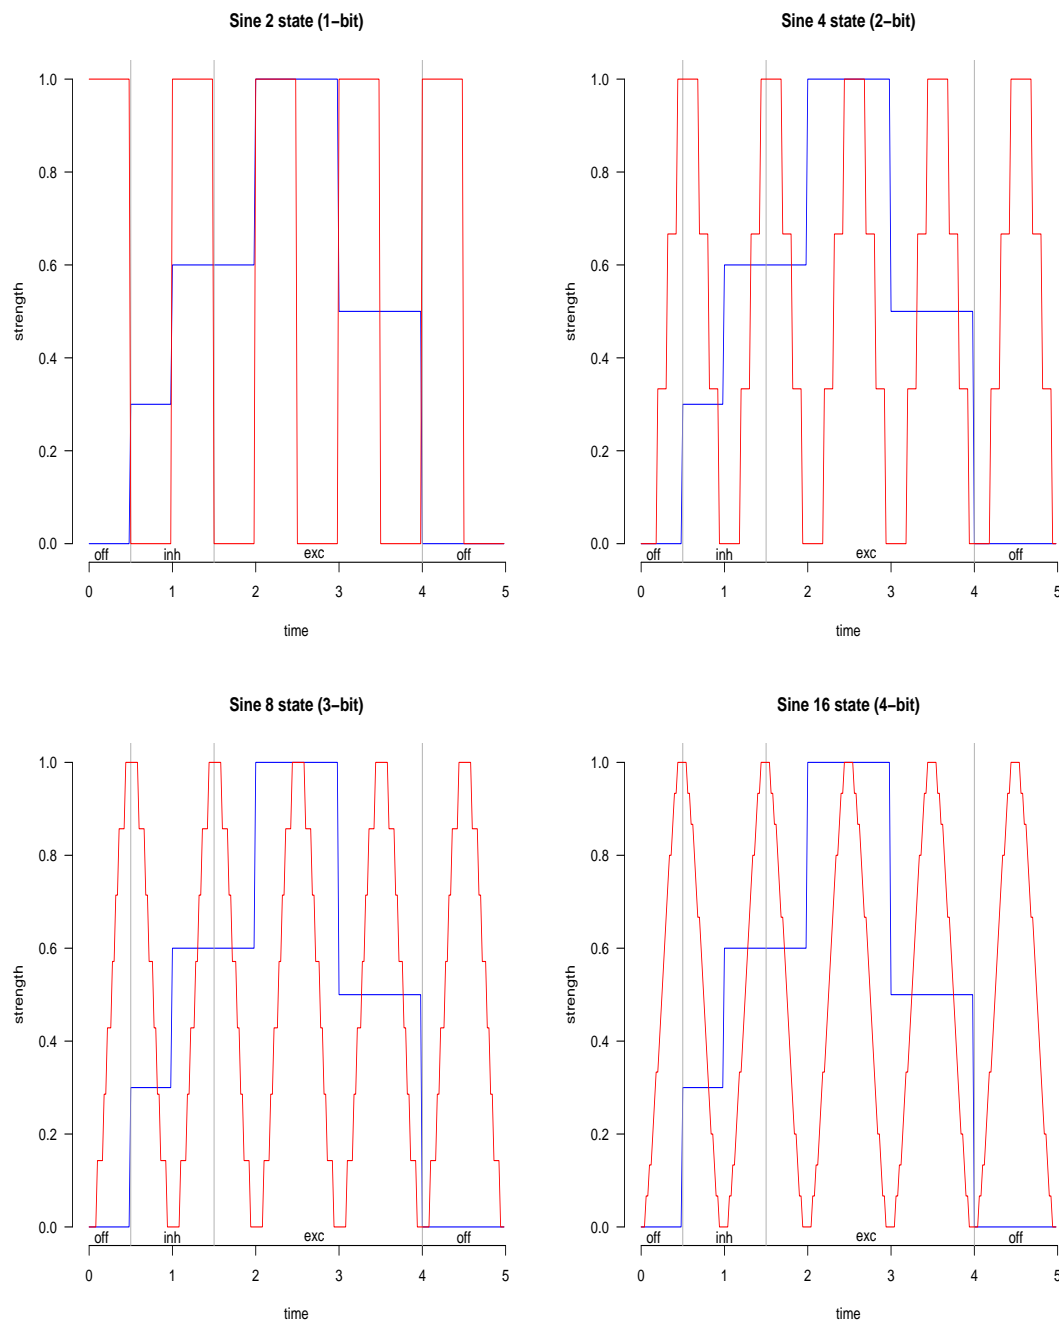 Sine 2 state (1−bit)
strength
1.0
0.8
0.6
0.4
0.2
0.0
off inh exc off
0 1 2 3 4 5
time
Sine 4 state (2−bit)
strength
1.0
0.8
0.6
0.4
0.2
0.0
off inh exc off
0 1 2 3 4 5
time
Sine 8 state (3−bit)
strength
1.0
0.8
0.6
0.4
0.2
0.0
off inh exc off
0 1 2 3 4 5
time
Sine 16 state (4−bit)
strength
1.0
0.8
0.6
0.4
0.2
0.0
off inh exc off
0 1 2 3 4 5
time